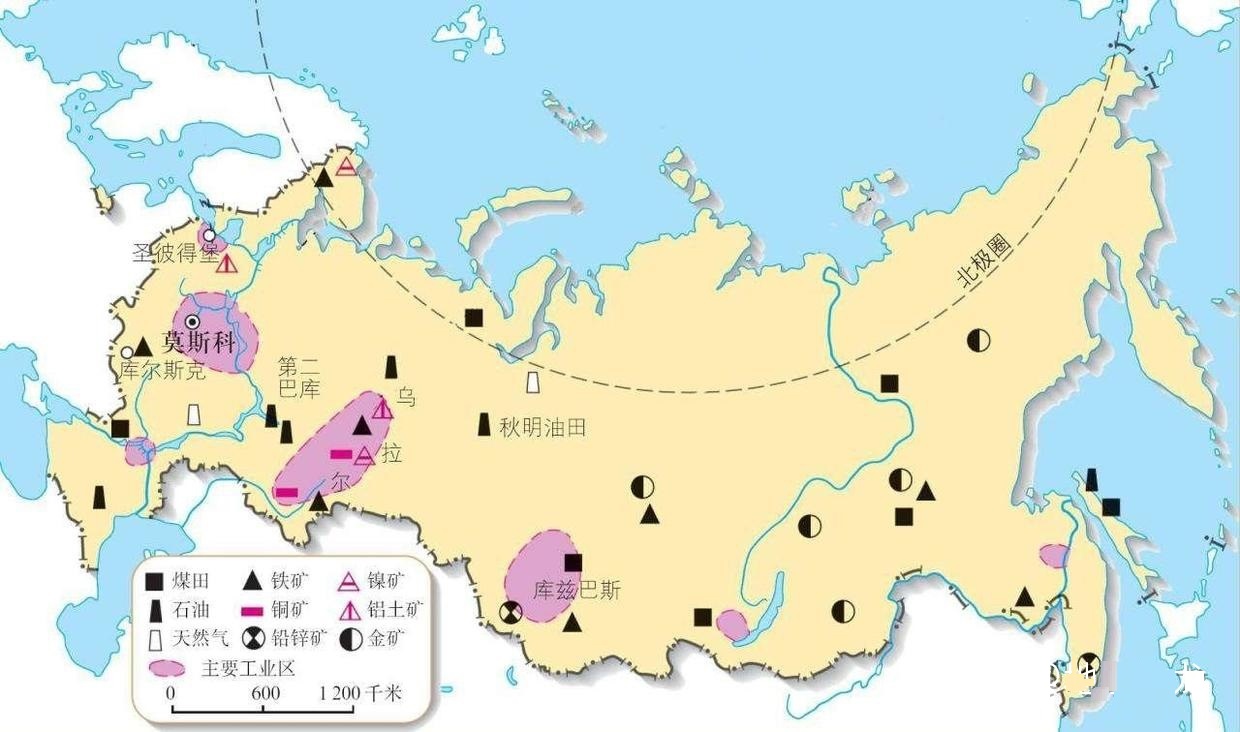 北极圈
圣彼得堡
莫斯科
库尔斯克
第二
巴库
乌
拉
尔
秋明油田
库兹巴斯
煤田 铁矿 镍矿
石油 铜矿 铝土矿
天然气 铅锌矿 金矿
主要工业区
0 600 1 200 千米